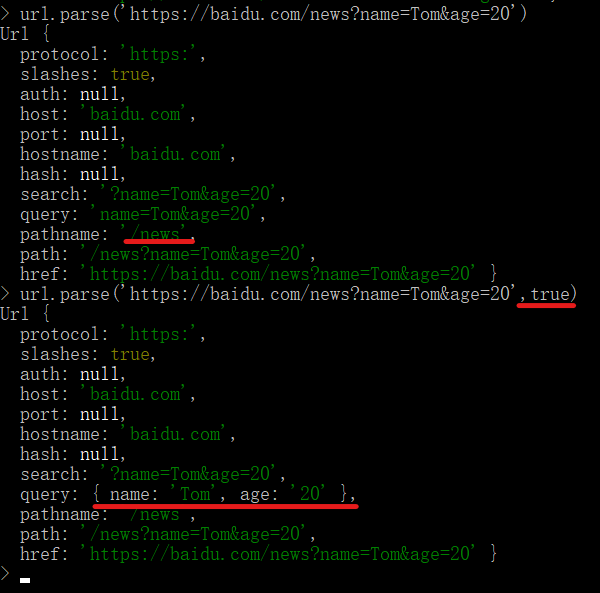 > url.parse('https://baidu.com/news?name=Tom&age=20')
Url {
  protocol: 'https:',
  slashes: true,
  auth: null,
  host: 'baidu.com',
  port: null,
  hostname: 'baidu.com',
  hash: null,
  search: '?name=Tom&age=20',
  query: 'name=Tom&age=20',
  pathname: '/news',
  path: '/news?name=Tom&age=20',
  href: 'https://baidu.com/news?name=Tom&age=20' }
> url.parse('https://baidu.com/news?name=Tom&age=20',true)
Url {
  protocol: 'https:',
  slashes: true,
  auth: null,
  host: 'baidu.com',
  port: null,
  hostname: 'baidu.com',
  hash: null,
  search: '?name=Tom&age=20',
  query: { name: 'Tom', age: '20' },
  pathname: '/news',
  path: '/news?name=Tom&age=20',
  href: 'https://baidu.com/news?name=Tom&age=20' }
>